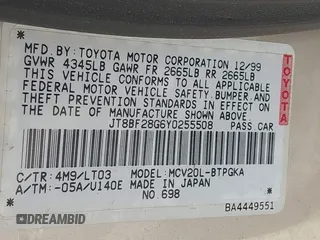 MFD.BY: TOYOTA MOTOR CORPORATION 12/99
GVWR 4345LB GAWR FR 2665LB RR 2665LB
THIS VEHICLE CONFORMS TO ALL APPLICABLE
FEDERAL MOTOR VEHICLE SAFETY, BUMPER, AND
THEFT PREVENTION STANDARDS IN EFFECT ON
THE DATE OF MANUFACTURE SHOWN ABOVE.
JT8BF28G6Y0255508 PASS.CAR
C/TR: 4M9/LT03 MODEL: MCV20L-BTPGKA
A/TM: -05A/U140E MADE IN JAPAN
NO.698
BA4449551
TOYOTA
DREAMBID